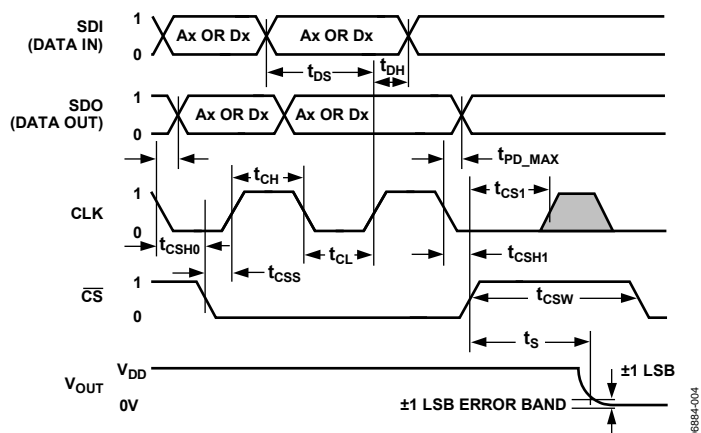 SDI
(DATA IN)
1
0
Ax OR Dx
Ax OR Dx
tDS
tDH
SDO
(DATA OUT)
1
0
Ax OR Dx
Ax OR Dx
tPD_MAX
CLK
1
0
tCH
tCS1
tCSH0
tCSS
tCL
tCSH1
CS
1
0
tCSW
tS
VOUT
VDD
0V
±1 LSB
±1 LSB ERROR BAND
06884-004